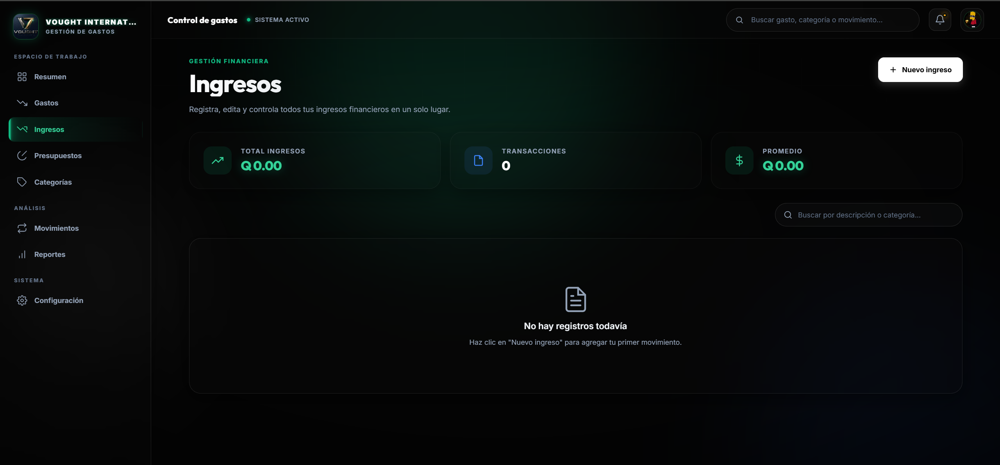 VOUGHT
VOUGHT INTERNAT...
GESTIÓN DE GASTOS
ESPACIO DE TRABAJO
Resumen
Gastos
Ingresos
Presupuestos
Categorías
ANÁLISIS
Movimientos
Reportes
SISTEMA
Configuración
Control de gastos
SISTEMA ACTIVO
Buscar gasto, categoría o movimiento...
GESTIÓN FINANCIERA
Ingresos
Registra, edita y controla todos tus ingresos financieros en un solo lugar.
+ Nuevo ingreso
TOTAL INGRESOS
Q 0.00
TRANSACCIONES
0
PROMEDIO
Q 0.00
Buscar por descripción o categoría...
No hay registros todavía
Haz clic en "Nuevo ingreso" para agregar tu primer movimiento.